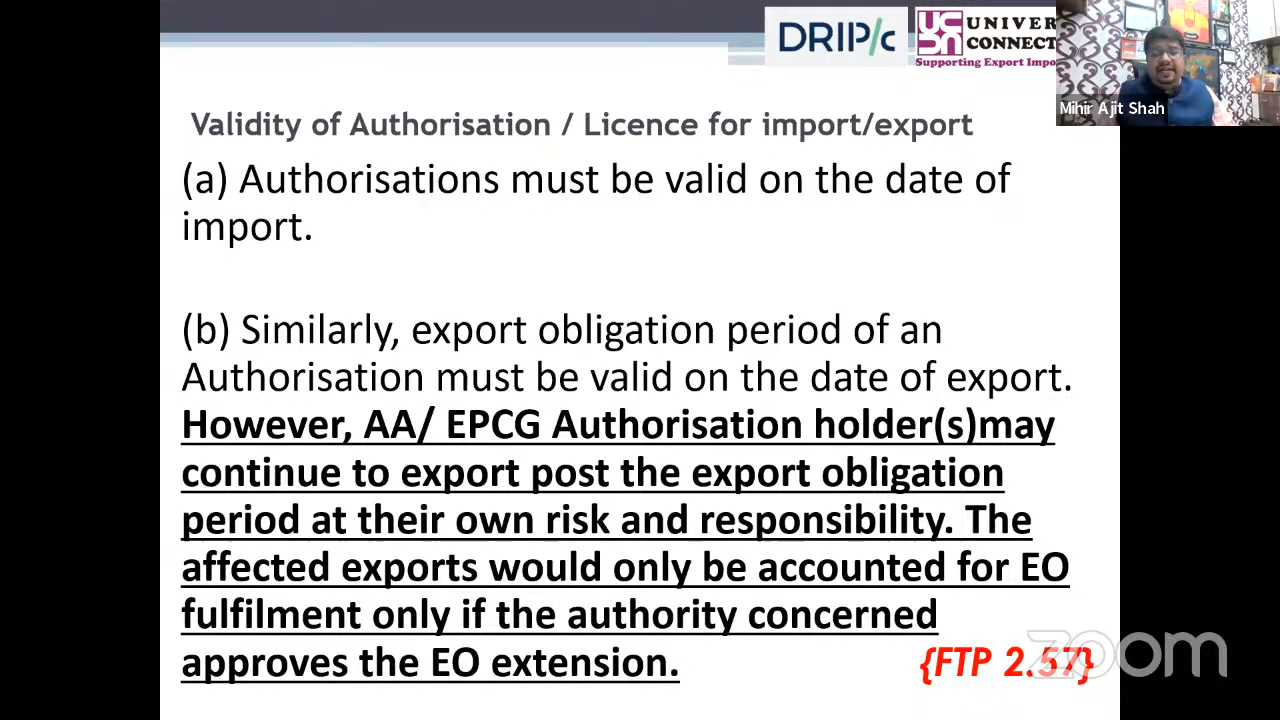 DRIP/c
UNIVER
CONNECT
Supporting Export Impo
Mihir Ajit Shah
Validity of Authorisation / Licence for import/export
(a) Authorisations must be valid on the date of
import.
(b) Similarly, export obligation period of an
Authorisation must be valid on the date of export.
However, AA/ EPCG Authorisation holder(s)may
continue to export post the export obligation
period at their own risk and responsibility. The
affected exports would only be accounted for EO
fulfilment only if the authority concerned
approves the EO extension.
{FTP 2.57}
zoom